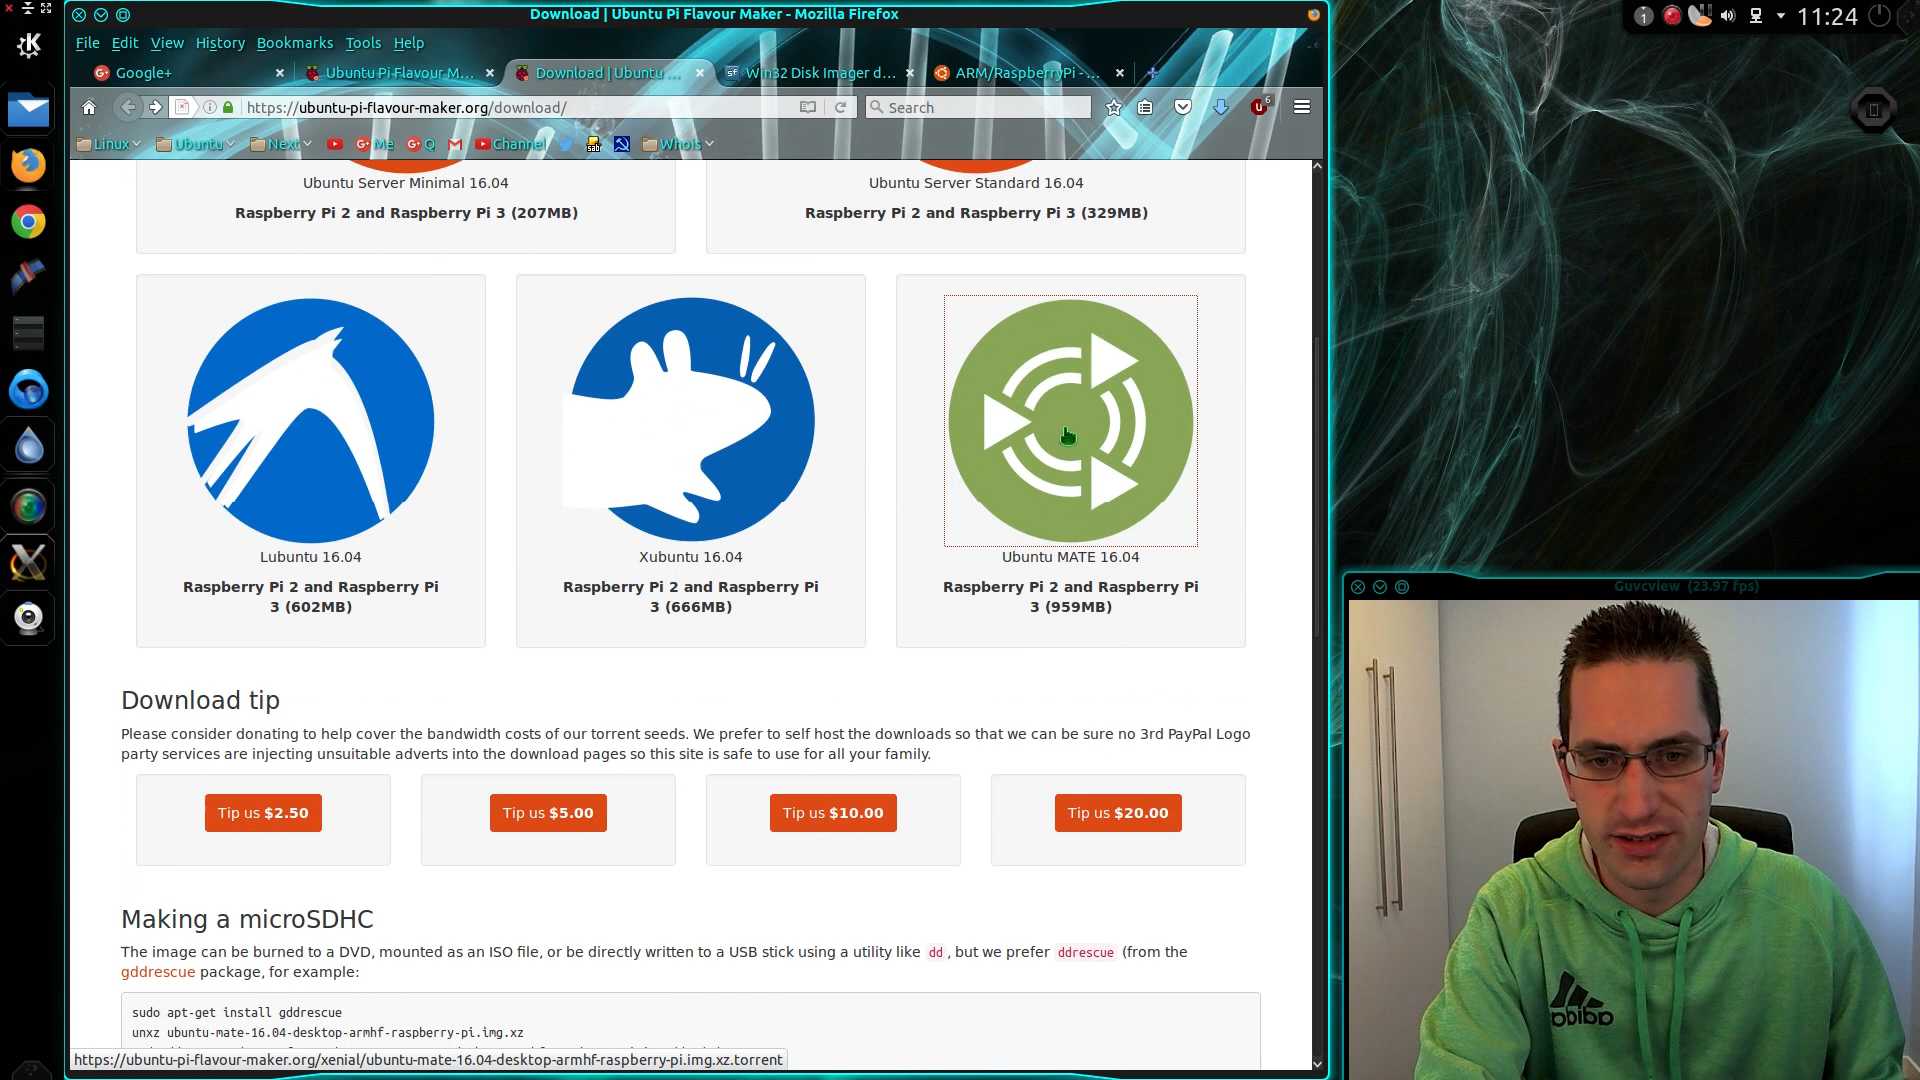 Download | Ubuntu Pi Flavour Maker - Mozilla Firefox
1
11:24
File Edit View History Bookmarks Tools Help
Google+
Ubuntu Pi Flavour M...
Download | Ubuntu ...
Win32 Disk Imager d...
ARM/RaspberryPi - ...
https://ubuntu-pi-flavour-maker.org/download/
Search
6
Linux
Ubuntu
Next
Me
Q
Channel
sab
Whois
Ubuntu Server Minimal 16.04
Raspberry Pi 2 and Raspberry Pi 3 (207MB)
Ubuntu Server Standard 16.04
Raspberry Pi 2 and Raspberry Pi 3 (329MB)
Lubuntu 16.04
Raspberry Pi 2 and Raspberry Pi
3 (602MB)
Xubuntu 16.04
Raspberry Pi 2 and Raspberry Pi
3 (666MB)
Ubuntu MATE 16.04
Raspberry Pi 2 and Raspberry Pi
3 (959MB)
Download tip
Please consider donating to help cover the bandwidth costs of our torrent seeds. We prefer to self host the downloads so that we can be sure no 3rd PayPal Logo
party services are injecting unsuitable adverts into the download pages so this site is safe to use for all your family.
Tip us $2.50
Tip us $5.00
Tip us $10.00
Tip us $20.00
Making a microSDHC
The image can be burned to a DVD, mounted as an ISO file, or be directly written to a USB stick using a utility like dd, but we prefer ddrescue (from the
gddrescue package, for example:
sudo apt-get install gddrescue
unxz ubuntu-mate-16.04-desktop-armhf-raspberry-pi.img.xz
https://ubuntu-pi-flavour-maker.org/xenial/ubuntu-mate-16.04-desktop-armhf-raspberry-pi.img.xz.torrent
Guvcview (23.97 fps)